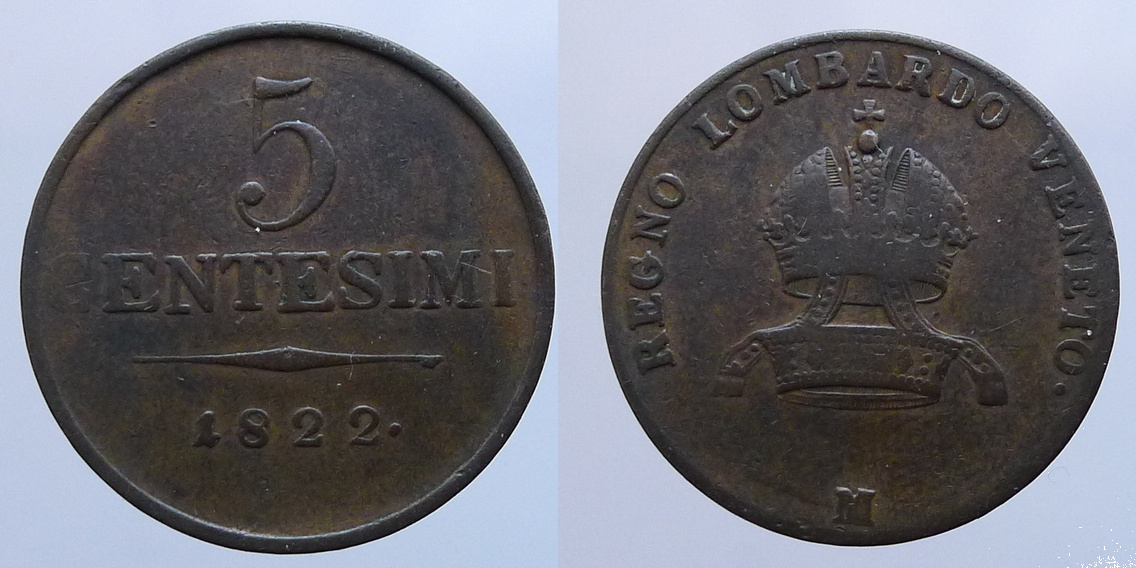 5
CENTESIMI
1822.
REGNO LOMBARDO VENETO.
M